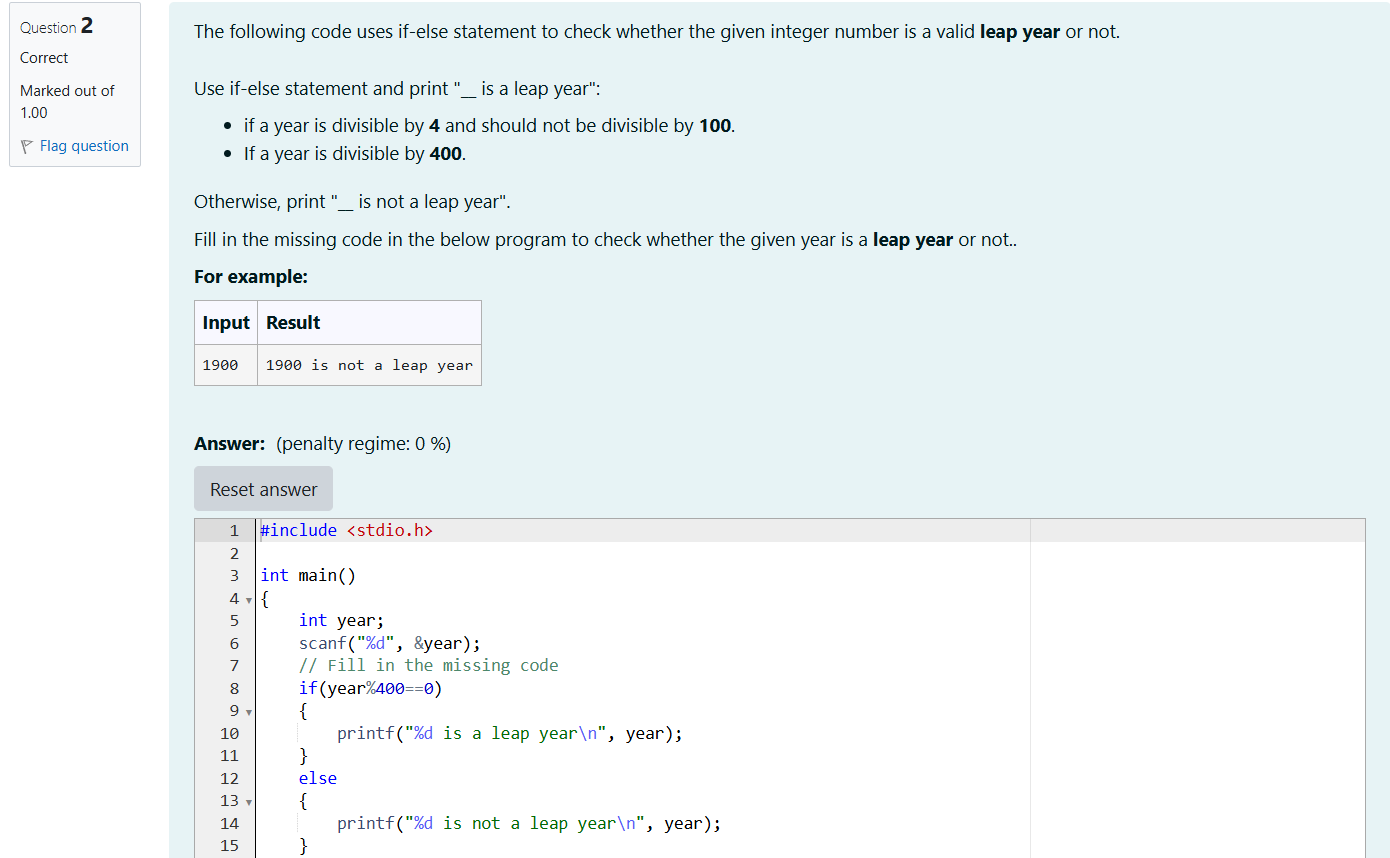 Question 2
Correct
Marked out of
1.00
Flag question
The following code uses if-else statement to check whether the given integer number is a valid leap year or not.
Use if-else statement and print "__ is a leap year":
• if a year is divisible by 4 and should not be divisible by 100.
• If a year is divisible by 400.
Otherwise, print "__ is not a leap year".
Fill in the missing code in the below program to check whether the given year is a leap year or not..
For example:
Input Result
1900 1900 is not a leap year
Answer: (penalty regime: 0 %)
Reset answer
1 #include <stdio.h>
2
3 int main()
4 {
5     int year;
6     scanf("%d", &year);
7     // Fill in the missing code
8     if(year%400==0)
9     {
10         printf("%d is a leap year\n", year);
11     }
12     else
13     {
14         printf("%d is not a leap year\n", year);
15     }